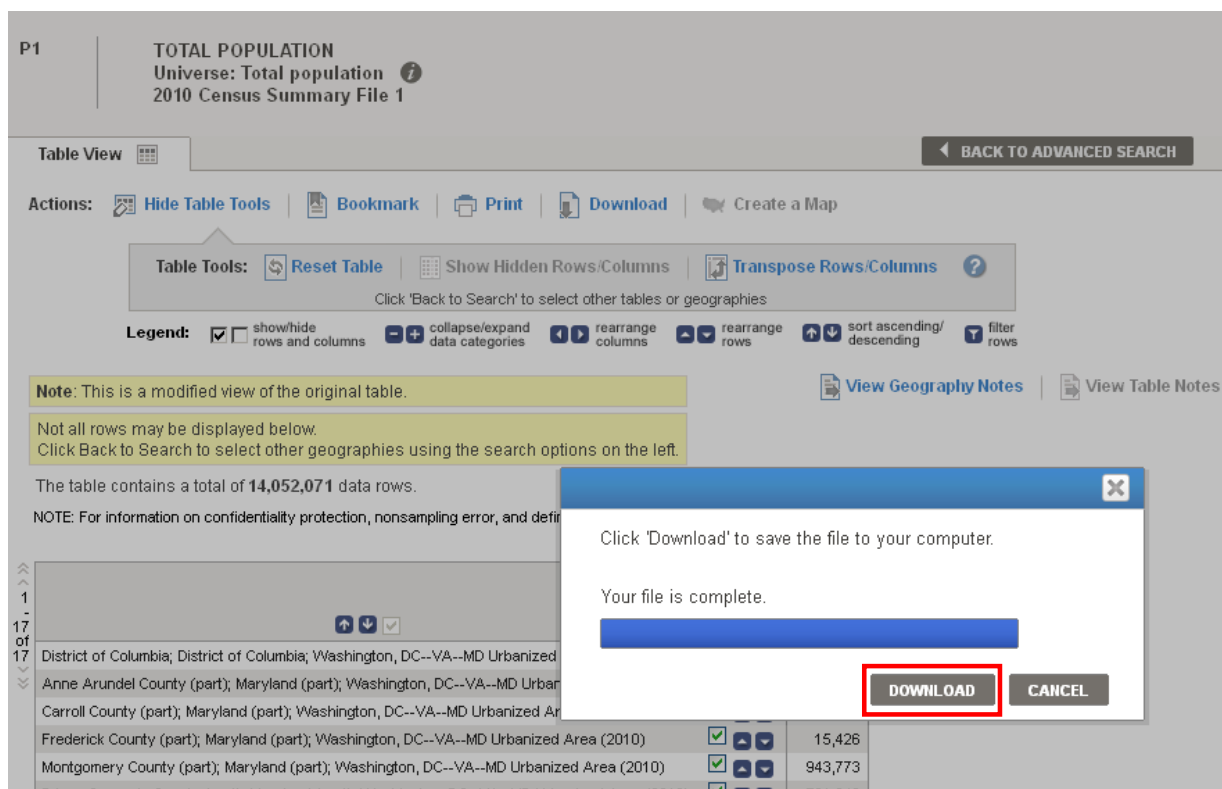 P1
TOTAL POPULATION
Universe: Total population
2010 Census Summary File 1
Table View
BACK TO ADVANCED SEARCH
Actions: Hide Table Tools | Bookmark | Print | Download | Create a Map
Table Tools: Reset Table | Show Hidden Rows/Columns | Transpose Rows/Columns ?
Click 'Back to Search' to select other tables or geographies
Legend: show/hide rows and columns collapse/expand data categories rearrange columns rearrange rows sort ascending/descending filter rows
Note: This is a modified view of the original table.
View Geography Notes | View Table Notes
Not all rows may be displayed below.
Click Back to Search to select other geographies using the search options on the left.
The table contains a total of 14,052,071 data rows.
NOTE: For information on confidentiality protection, nonsampling error, and defin
Click 'Download' to save the file to your computer.
Your file is complete.
DOWNLOAD CANCEL
1
-
17
of
17
District of Columbia; District of Columbia; Washington, DC--VA--MD Urbanized
Anne Arundel County (part); Maryland (part); Washington, DC--VA--MD Urban
Carroll County (part); Maryland (part); Washington, DC--VA--MD Urbanized Ar
Frederick County (part); Maryland (part); Washington, DC--VA--MD Urbanized Area (2010) 15,426
Montgomery County (part); Maryland (part); Washington, DC--VA--MD Urbanized Area (2010) 943,773